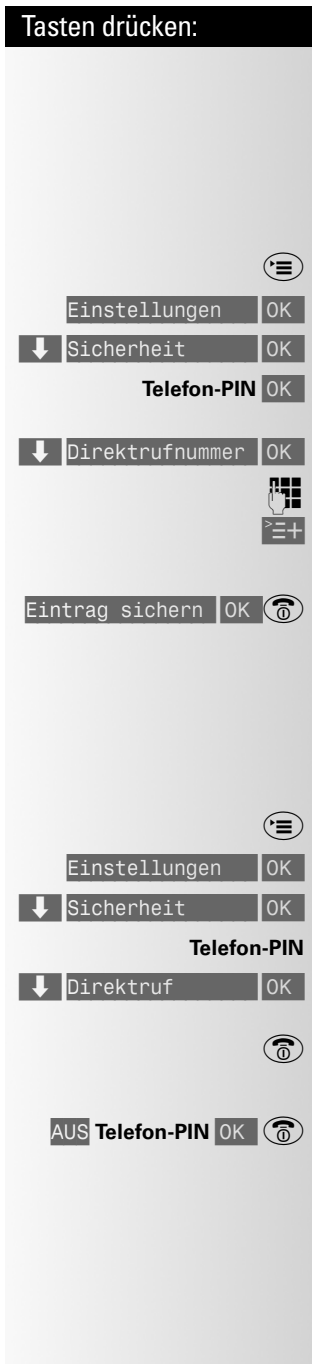 Tasten drücken:
Einstellungen OK
Sicherheit OK
Telefon-PIN OK
Direktrufnummer OK
Eintrag sichern OK
Einstellungen OK
Sicherheit OK
Telefon-PIN
Direktruf OK
AUS Telefon-PIN OK